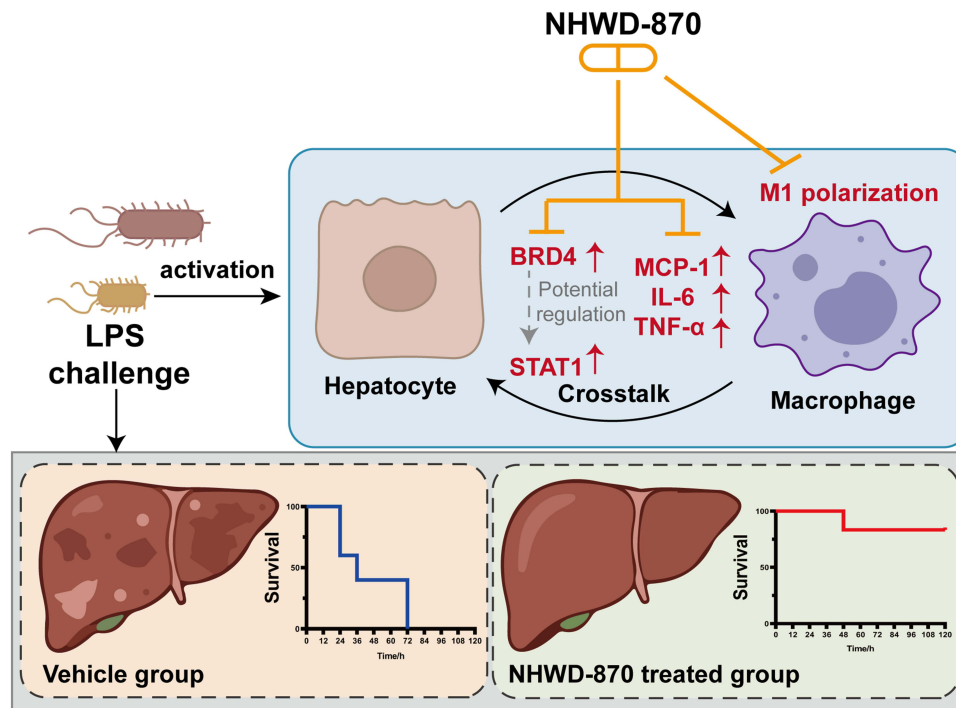 NHWD-870
M1 polarization
activation
LPS
challenge
BRD4 ↑
Potential
regulation
STAT1 ↑
MCP-1 ↑
IL-6 ↑
TNF-α ↑
Hepatocyte
Crosstalk
Macrophage
100
50
0
Survival
0 12 24 36 48 60 72 84 96 108 120
Time/h
Vehicle group
100
50
0
Survival
0 12 24 36 48 60 72 84 96 108 120
Time/h
NHWD-870 treated group